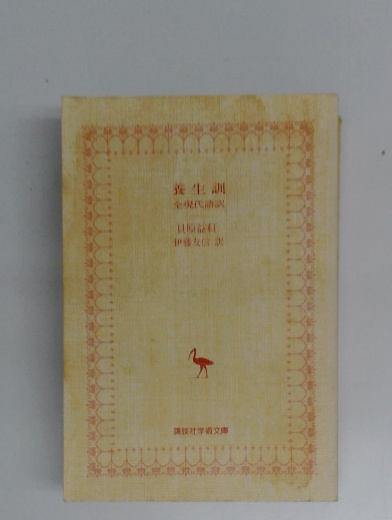 養生訓
全現代語訳
貝原益軒
伊藤友信 訳
講談社学術文庫